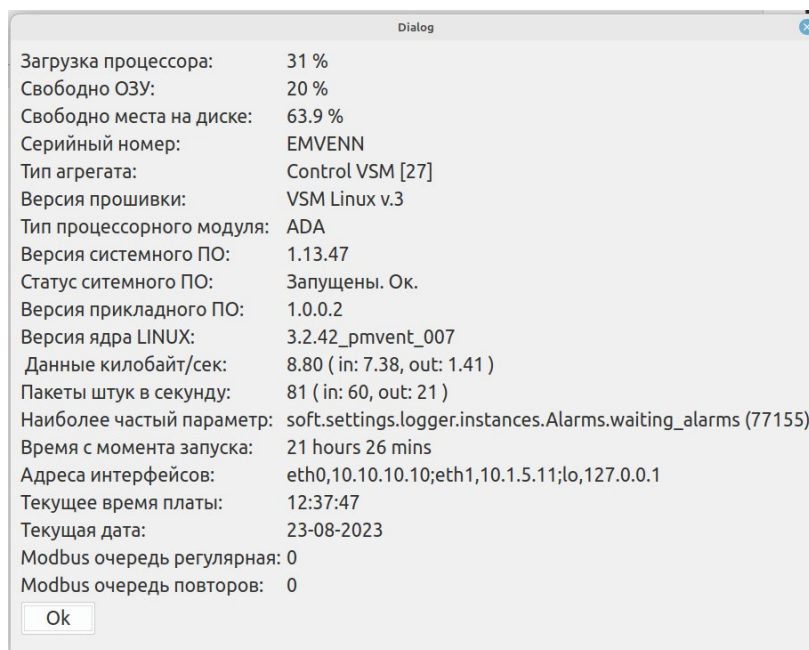 Dialog
Загрузка процессора: 31 %
Свободно ОЗУ: 20 %
Свободно места на диске: 63.9 %
Серийный номер: EMVENN
Тип агрегата: Control VSM [27]
Версия прошивки: VSM Linux v.3
Тип процессорного модуля: ADA
Версия системного ПО: 1.13.47
Статус ситемного ПО: Запущены. Ок.
Версия прикладного ПО: 1.0.0.2
Версия ядра LINUX: 3.2.42_pmvent_007
Данные килобайт/сек: 8.80 ( in: 7.38, out: 1.41 )
Пакеты штук в секунду: 81 ( in: 60, out: 21 )
Наиболее частый параметр: soft.settings.logger.instances.Alarms.waiting_alarms (77155)
Время с момента запуска: 21 hours 26 mins
Адреса интерфейсов: eth0,10.10.10.10;eth1,10.1.5.11;lo,127.0.0.1
Текущее время платы: 12:37:47
Текущая дата: 23-08-2023
Modbus очередь регулярная: 0
Modbus очередь повторов: 0
Ok